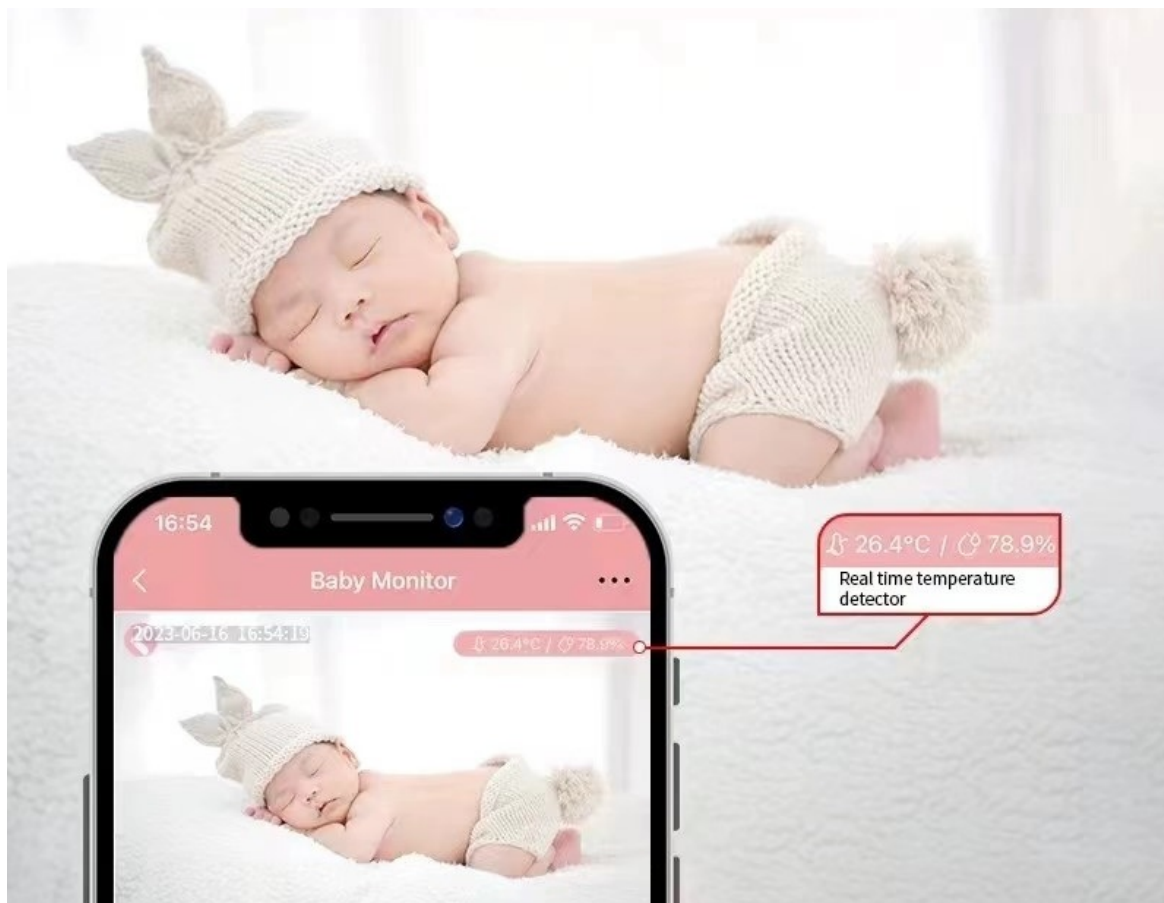 16:54
Baby Monitor
2023-06-16 16:54:19
26.4°C / 78.9%
26.4°C / 78.9%
Real time temperature
detector